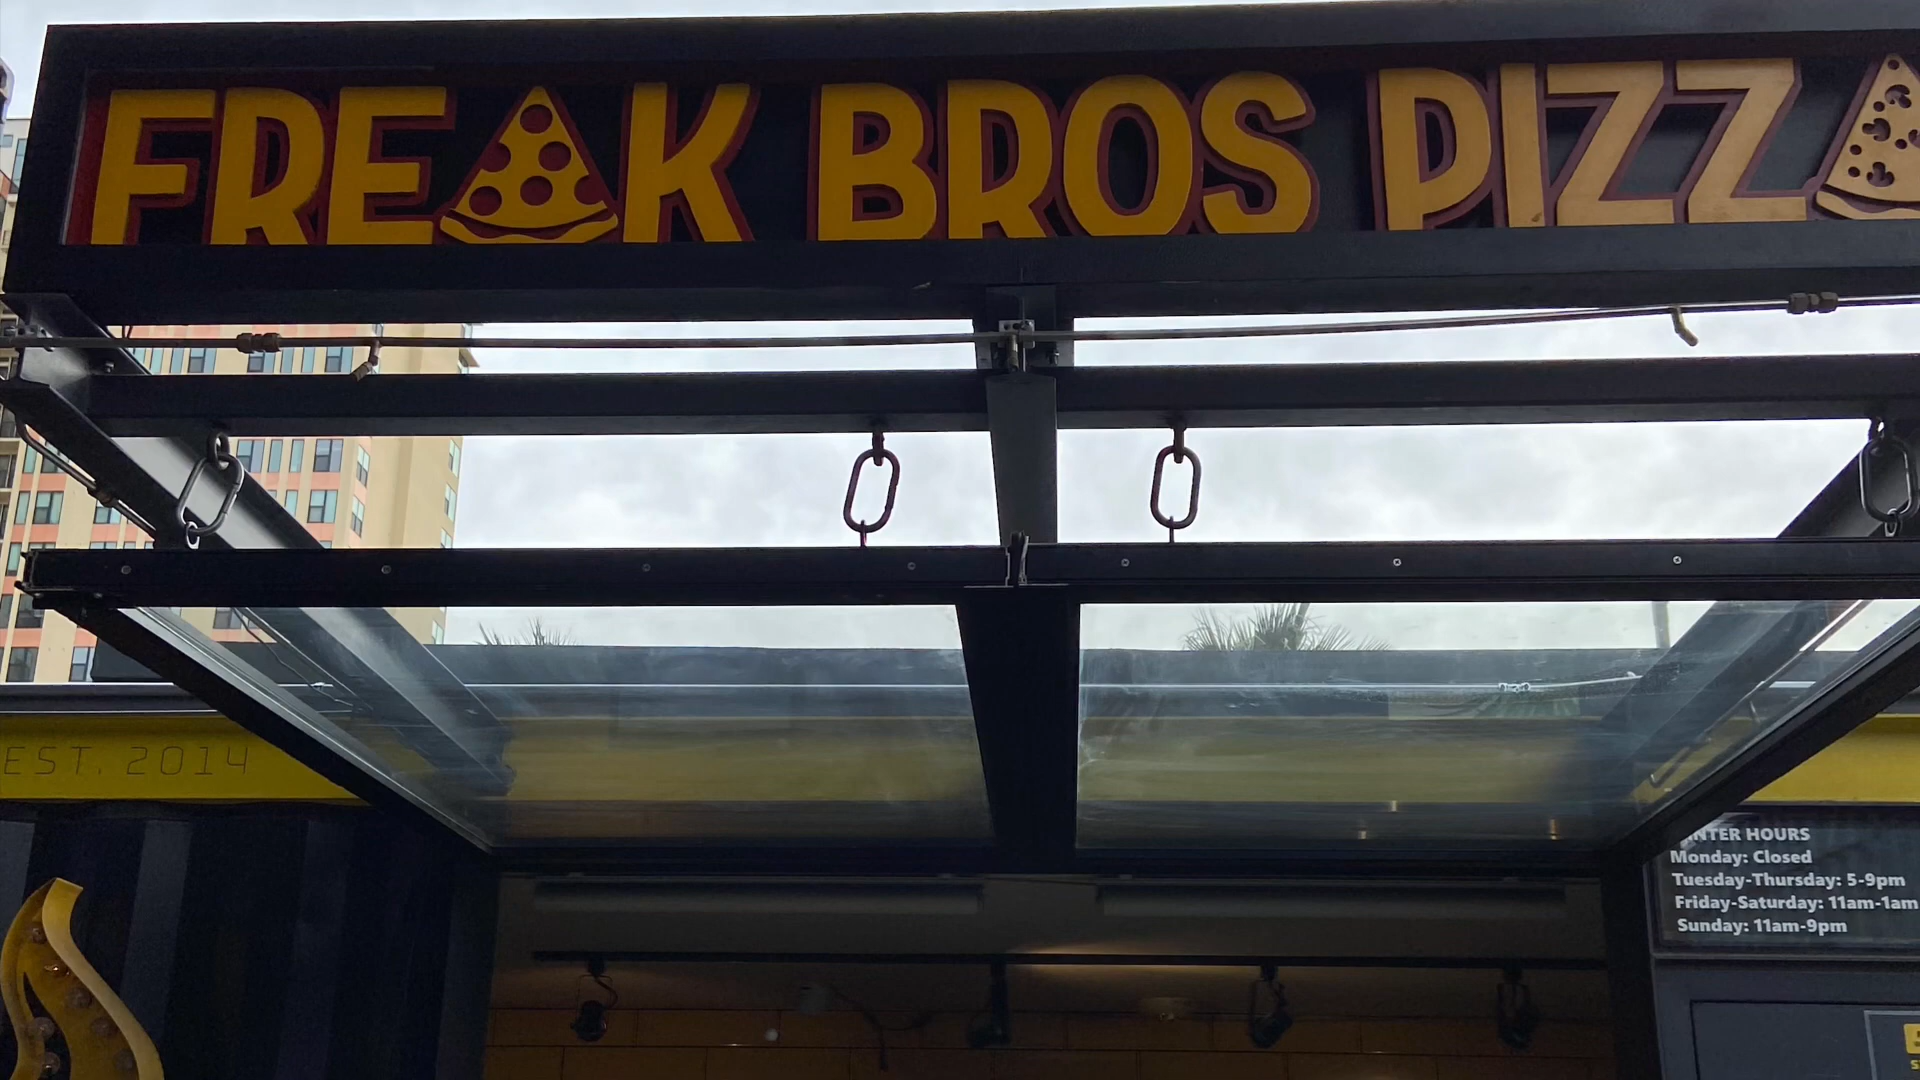 FREAK BROS PIZZA
EST. 2014
WINTER HOURS
Monday: Closed
Tuesday-Thursday: 5-9pm
Friday-Saturday: 11am-1am
Sunday: 11am-9pm